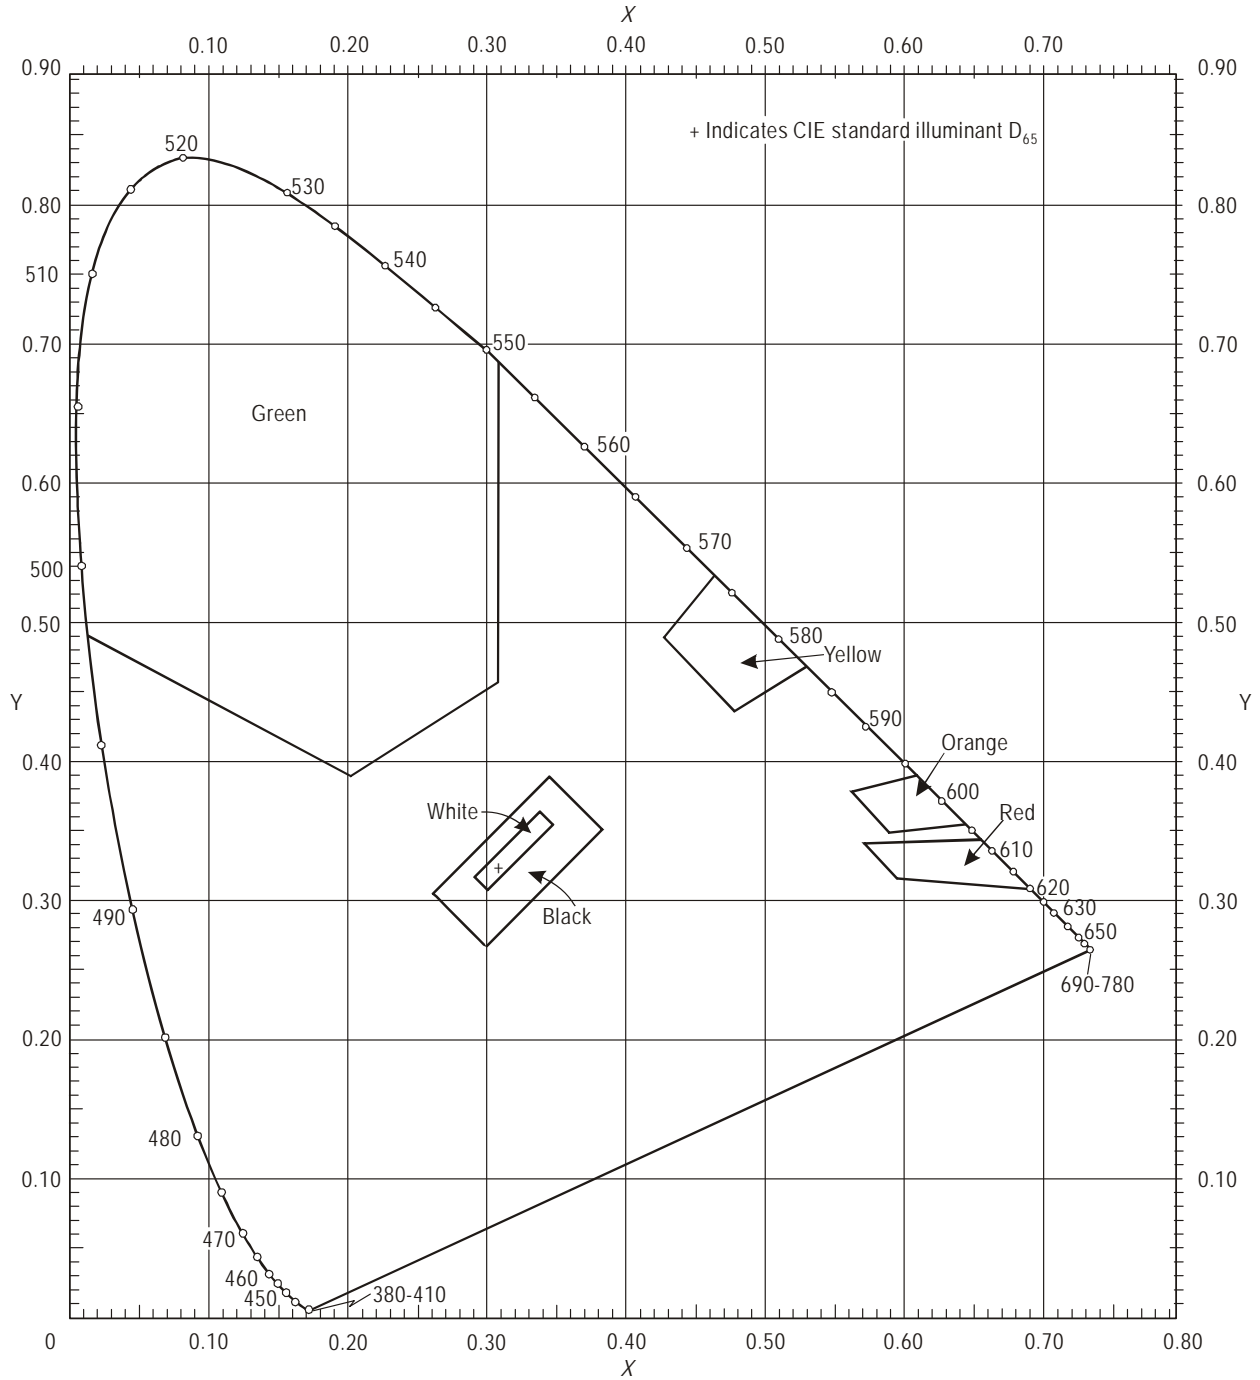 X
0.10 0.20 0.30 0.40 0.50 0.60 0.70
0.90 0.90
+ Indicates CIE standard illuminant D₆₅
520
530
0.80 0.80
540
510
0.70 550 0.70
Green
560
0.60 0.60
570
500
0.50 580 0.50
Yellow
Y Y
590
Orange
0.40 0.40
600
White Red
610
620
0.30 630 0.30
490 Black
650
690-780
0.20 0.20
480
0.10 0.10
470
460
450 380-410
0 0.10 0.20 0.30 0.40 0.50 0.60 0.70 0.80
X